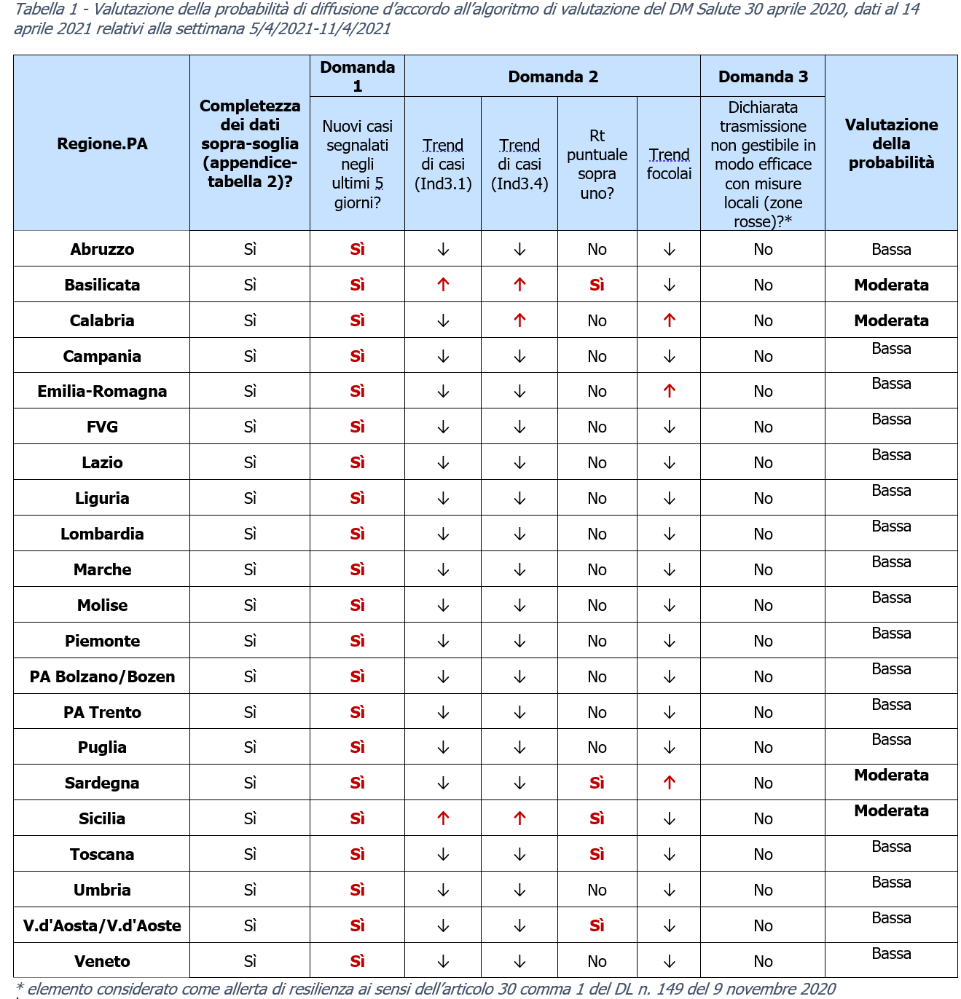 Tabella 1 - Valutazione della probabilità di diffusione d’accordo all’algoritmo di valutazione del DM Salute 30 aprile 2020, dati al 14
aprile 2021 relativi alla settimana 5/4/2021-11/4/2021
Regione.PA
Completezza
dei dati
sopra-soglia
(appendice-
tabella 2)?
Domanda
1
Domanda 2
Domanda 3
Valutazione
della
probabilità
Nuovi casi
segnalati
negli
ultimi 5
giorni?
Trend
di casi
(Ind3.1)
Trend
di casi
(Ind3.4)
Rt
puntuale
sopra
uno?
Trend
focolai
Dichiarata
trasmissione
non gestibile in
modo efficace
con misure
locali (zone
rosse)?*
Abruzzo Sì Sì ↓ ↓ No ↓ No Bassa
Basilicata Sì Sì ↑ ↑ Sì ↓ No Moderata
Calabria Sì Sì ↓ ↑ No ↑ No Moderata
Campania Sì Sì ↓ ↓ No ↓ No Bassa
Emilia-Romagna Sì Sì ↓ ↓ No ↑ No Bassa
FVG Sì Sì ↓ ↓ No ↓ No Bassa
Lazio Sì Sì ↓ ↓ No ↓ No Bassa
Liguria Sì Sì ↓ ↓ No ↓ No Bassa
Lombardia Sì Sì ↓ ↓ No ↓ No Bassa
Marche Sì Sì ↓ ↓ No ↓ No Bassa
Molise Sì Sì ↓ ↓ No ↓ No Bassa
Piemonte Sì Sì ↓ ↓ No ↓ No Bassa
PA Bolzano/Bozen Sì Sì ↓ ↓ No ↓ No Bassa
PA Trento Sì Sì ↓ ↓ No ↓ No Bassa
Puglia Sì Sì ↓ ↓ No ↓ No Bassa
Sardegna Sì Sì ↓ ↓ Sì ↑ No Moderata
Sicilia Sì Sì ↑ ↑ Sì ↓ No Moderata
Toscana Sì Sì ↓ ↓ Sì ↓ No Bassa
Umbria Sì Sì ↓ ↓ No ↓ No Bassa
V.d'Aosta/V.d'Aoste Sì Sì ↓ ↓ Sì ↓ No Bassa
Veneto Sì Sì ↓ ↓ No ↓ No Bassa
* elemento considerato come allerta di resilienza ai sensi dell’articolo 30 comma 1 del DL n. 149 del 9 novembre 2020